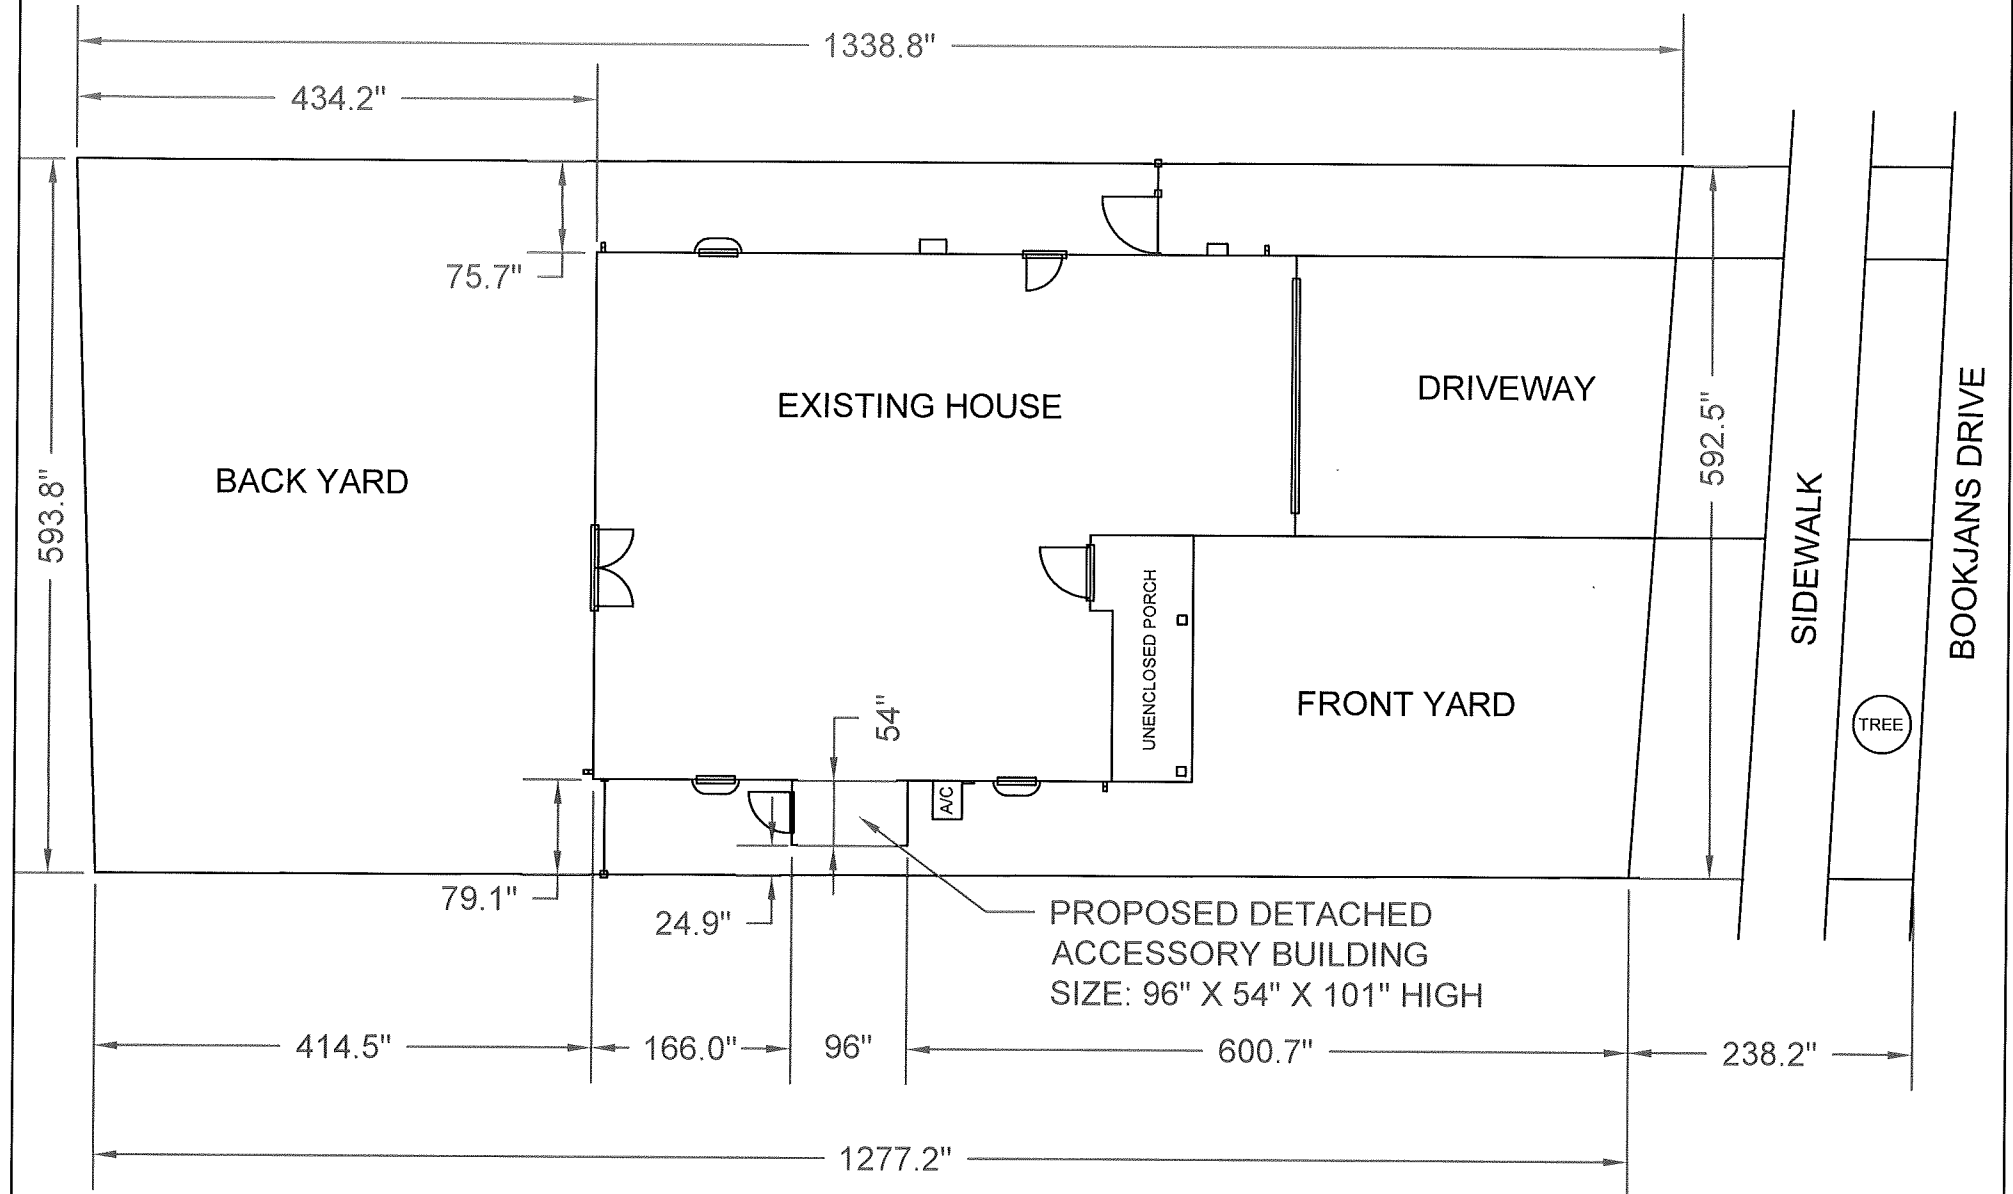 1338.8"
434.2"
75.7"
EXISTING HOUSE
DRIVEWAY
BACK YARD
593.8"
592.5"
SIDEWALK
BOOKJANS DRIVE
UNENCLOSED PORCH
FRONT YARD
54"
TREE
A/C
79.1"
24.9"
PROPOSED DETACHED
ACCESSORY BUILDING
SIZE: 96" X 54" X 101" HIGH
414.5"
166.0"
96"
600.7"
238.2"
1277.2"